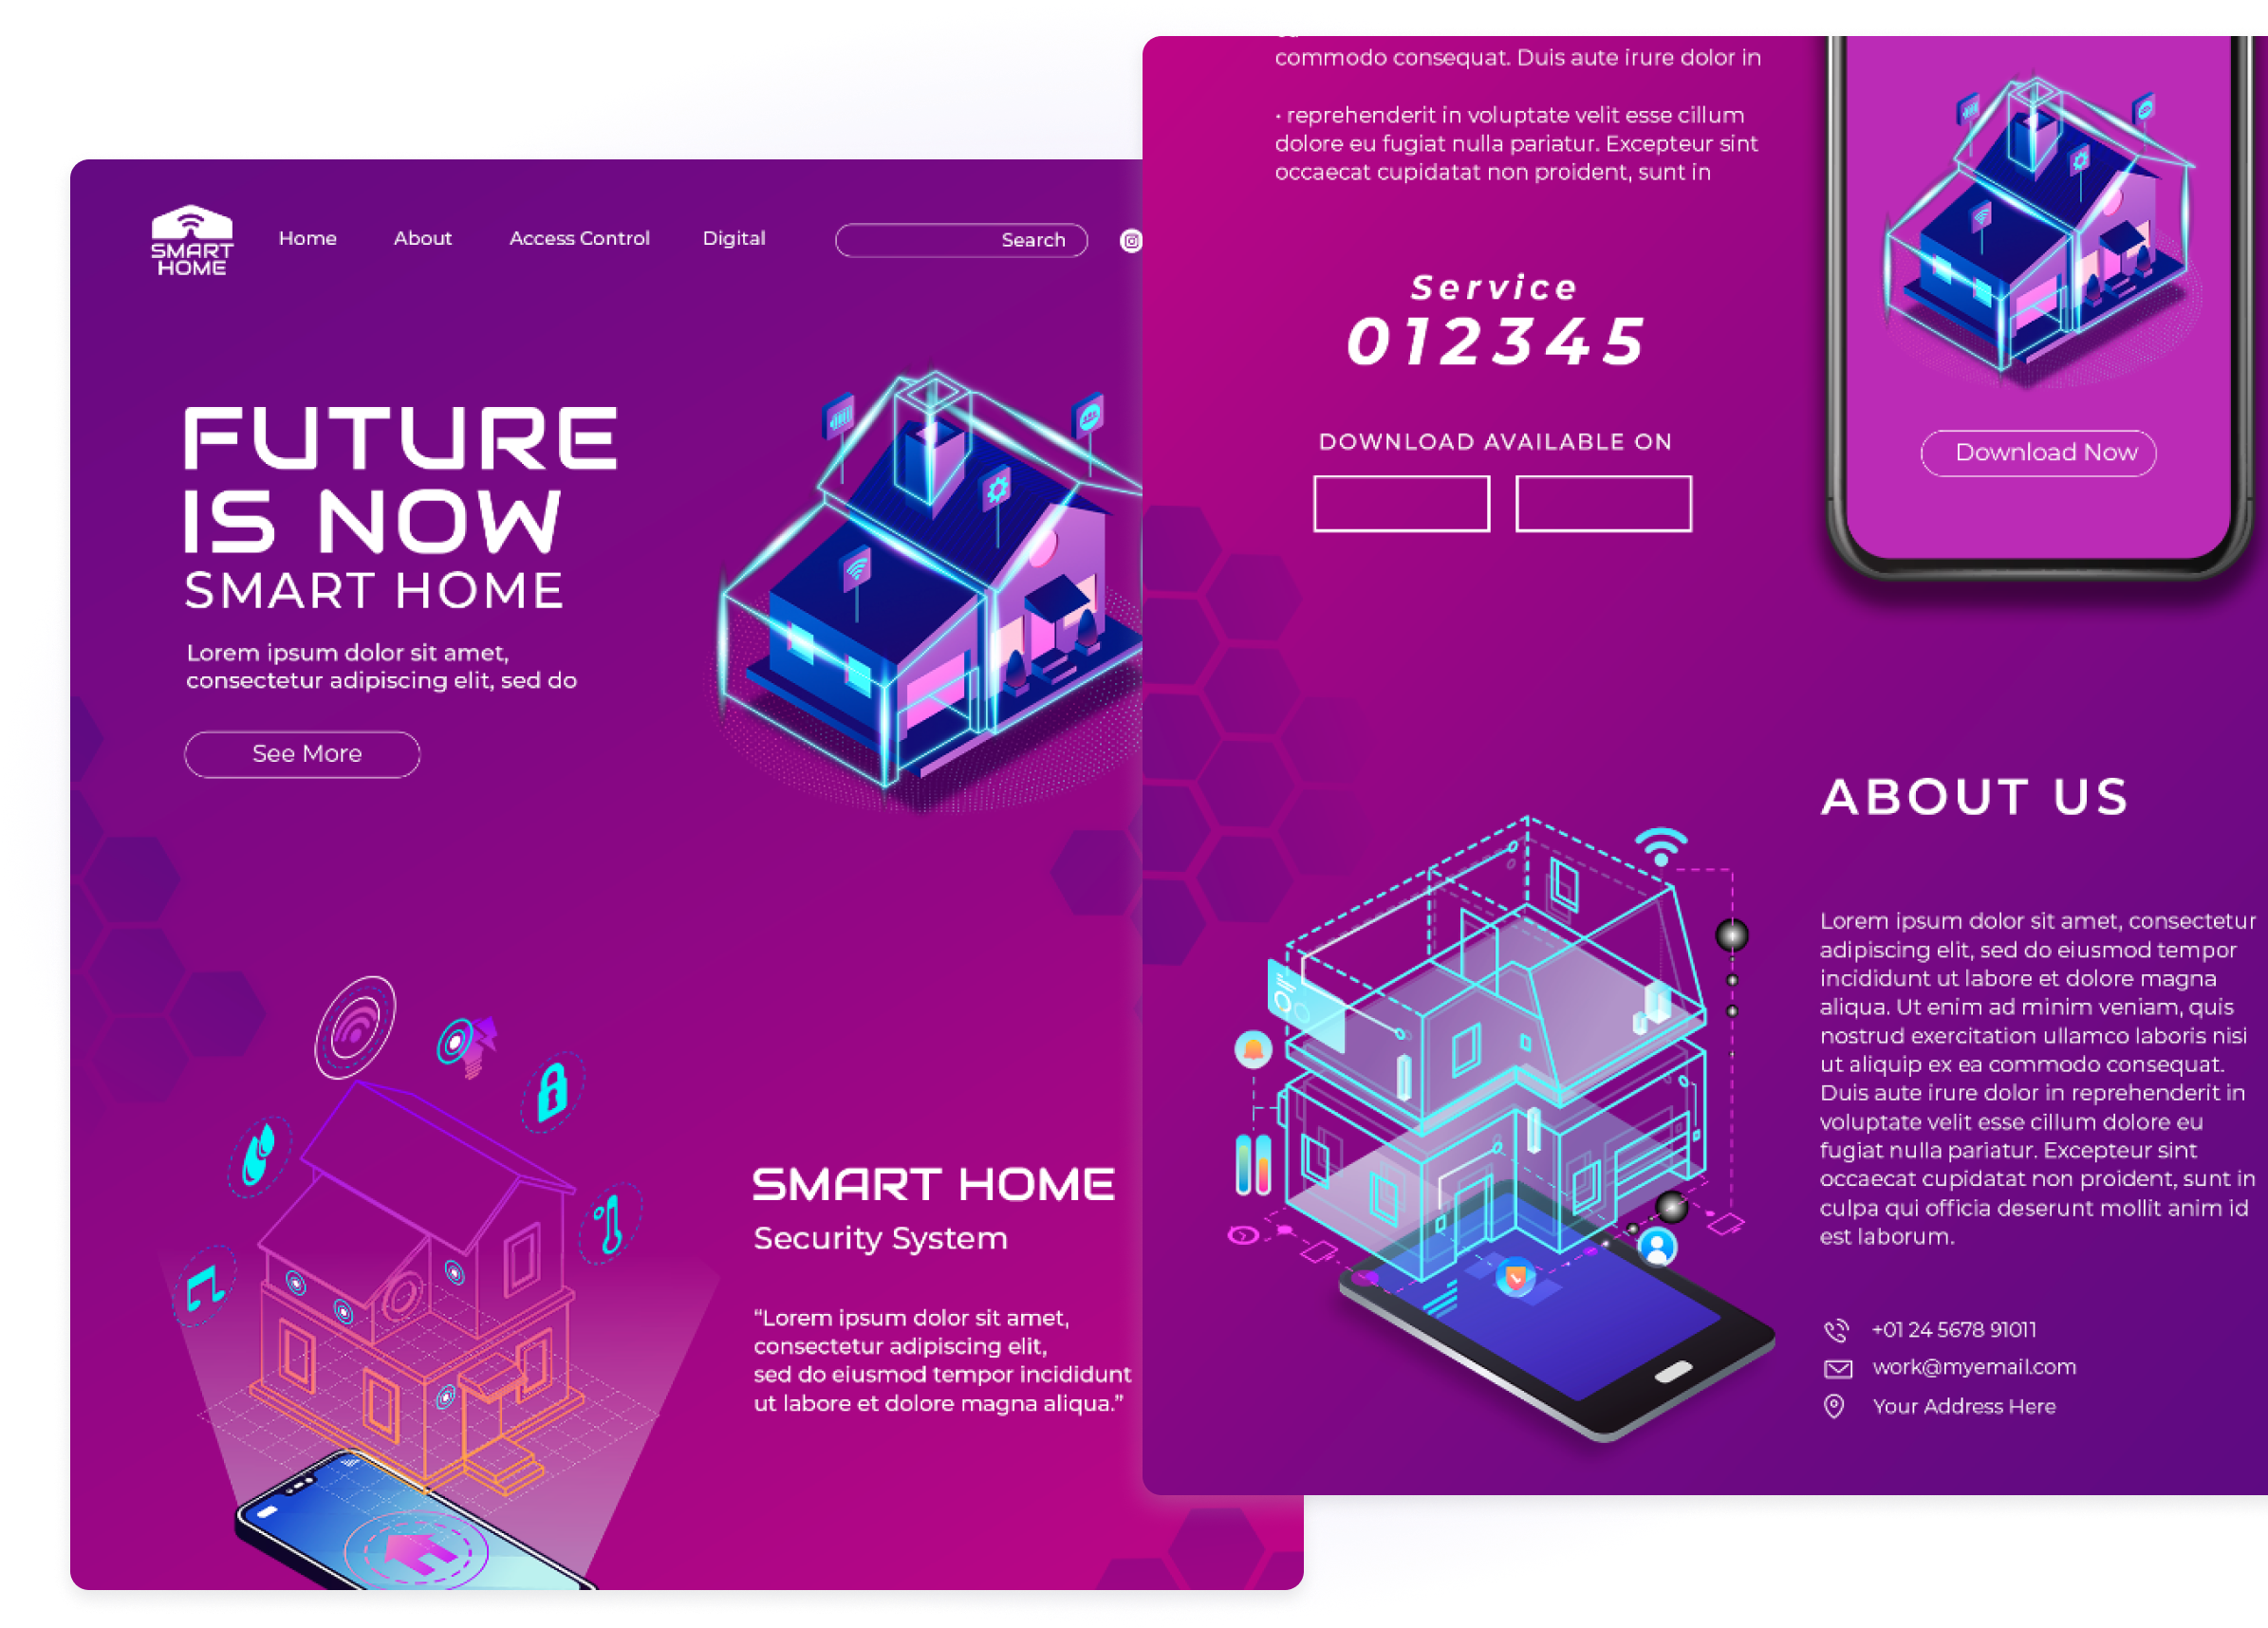 SMART
HOME
Home
About
Access Control
Digital
Search
FUTURE
IS NOW
SMART HOME
Lorem ipsum dolor sit amet,
consectetur adipiscing elit, sed do
See More
SMART HOME
Security System
“Lorem ipsum dolor sit amet,
consectetur adipiscing elit,
sed do eiusmod tempor incididunt
ut labore et dolore magna aliqua.”
commodo consequat. Duis aute irure dolor in
• reprehenderit in voluptate velit esse cillum
dolore eu fugiat nulla pariatur. Excepteur sint
occaecat cupidatat non proident, sunt in
Service
012345
DOWNLOAD AVAILABLE ON
Download Now
ABOUT US
Lorem ipsum dolor sit amet, consectetur
adipiscing elit, sed do eiusmod tempor
incididunt ut labore et dolore magna
aliqua. Ut enim ad minim veniam, quis
nostrud exercitation ullamco laboris nisi
ut aliquip ex ea commodo consequat.
Duis aute irure dolor in reprehenderit in
voluptate velit esse cillum dolore eu
fugiat nulla pariatur. Excepteur sint
occaecat cupidatat non proident, sunt in
culpa qui officia deserunt mollit anim id
est laborum.
+01 24 5678 91011
work@myemail.com
Your Address Here